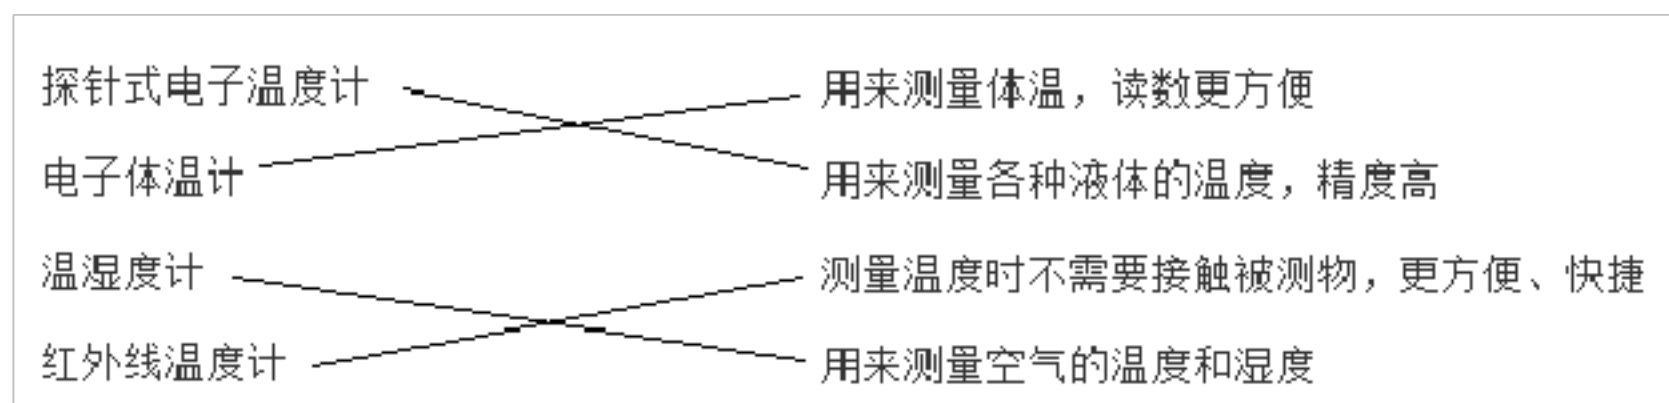 探针式电子温度计 用来测量体温，读数更方便
电子体温计 用来测量各种液体的温度，精度高
温湿度计 测量温度时不需要接触被测物，更方便、快捷
红外线温度计 用来测量空气的温度和湿度